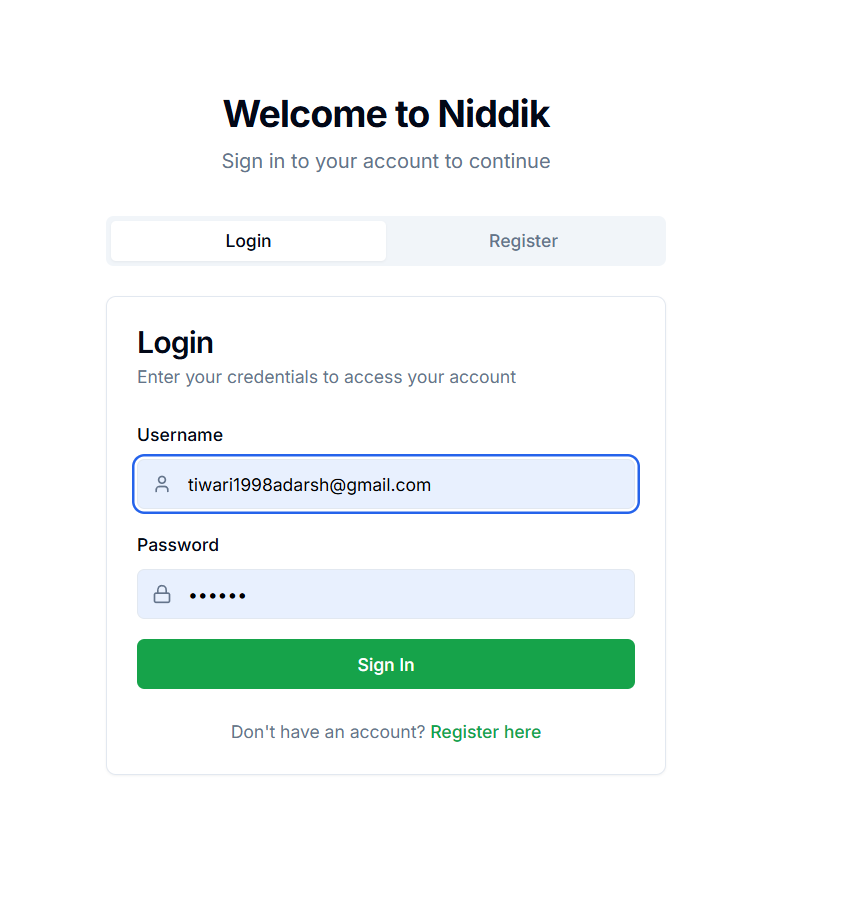 Welcome to Niddik
Sign in to your account to continue
Login Register
Login
Enter your credentials to access your account
Username
tiwari1998adarsh@gmail.com
Password
••••••
Sign In
Don't have an account? Register here